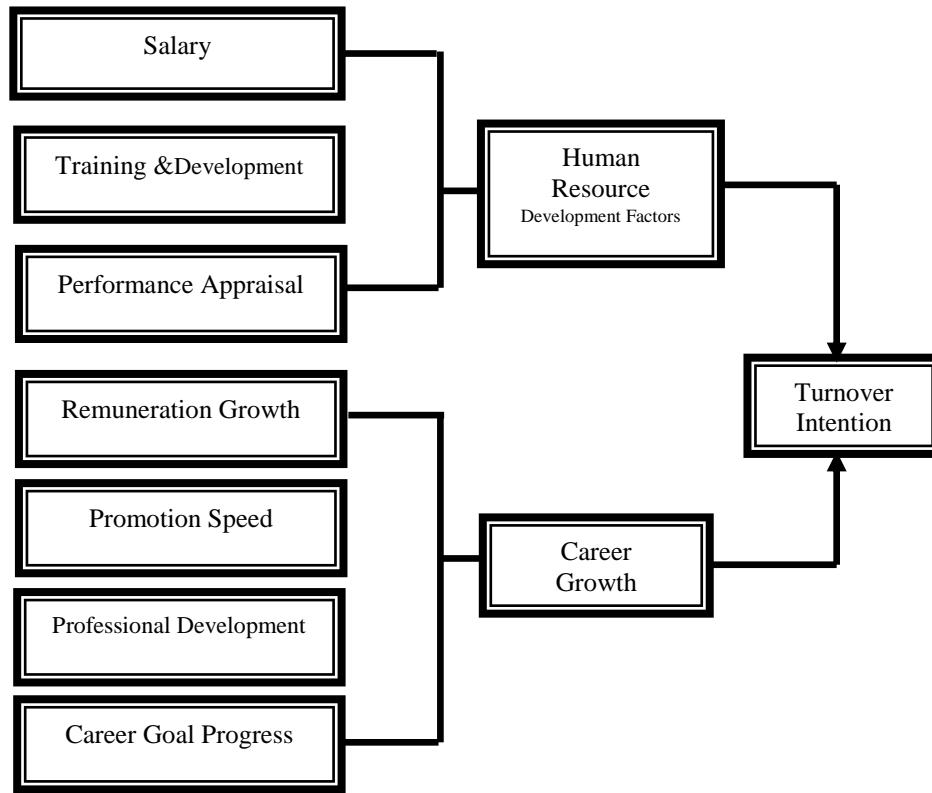 Salary
Training &Development
Performance Appraisal
Human
Resource
Development Factors
Remuneration Growth
Promotion Speed
Professional Development
Career Goal Progress
Career
Growth
Turnover
Intention